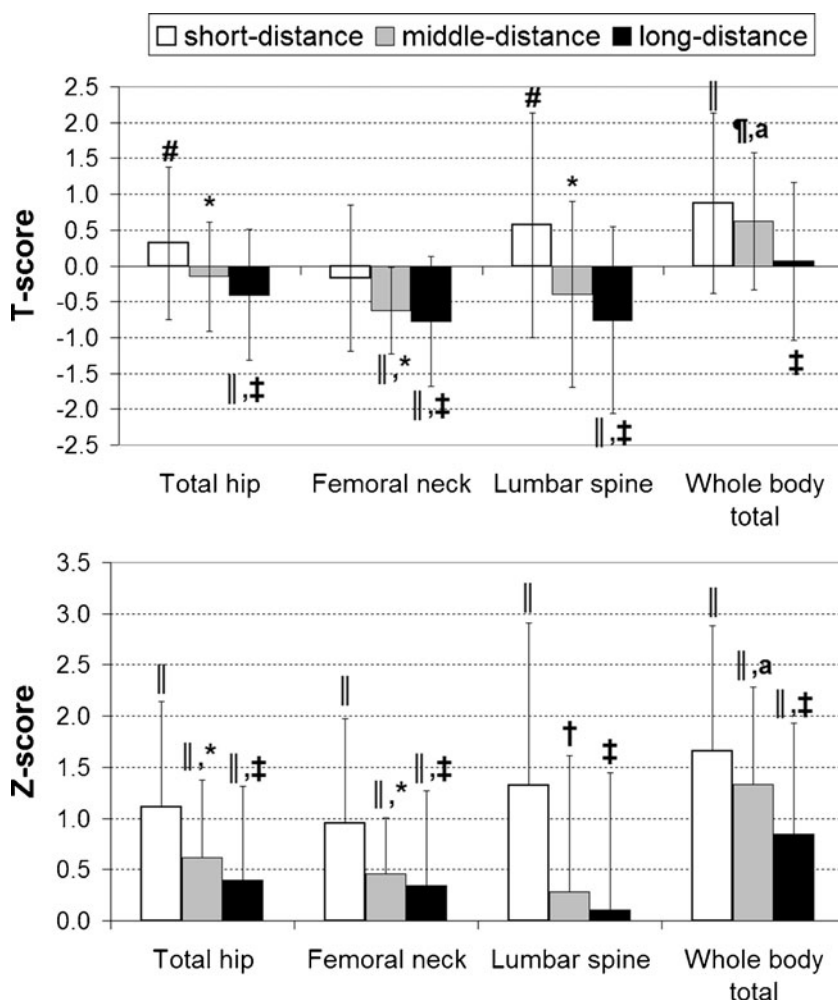 short-distance middle-distance long-distance
T-score
2.5
2.0
1.5
1.0
0.5
0.0
-0.5
-1.0
-1.5
-2.0
-2.5
# * ‖,‡
‖,* ‖,‡
# * ‖,‡
‖ ¶,a ‡
Total hip Femoral neck Lumbar spine Whole body
total
Z-score
3.5
3.0
2.5
2.0
1.5
1.0
0.5
0.0
‖ ‖,* ‖,‡
‖ ‖,* ‖,‡
‖ † ‡
‖ ‖,a ‖,‡
Total hip Femoral neck Lumbar spine Whole body
total